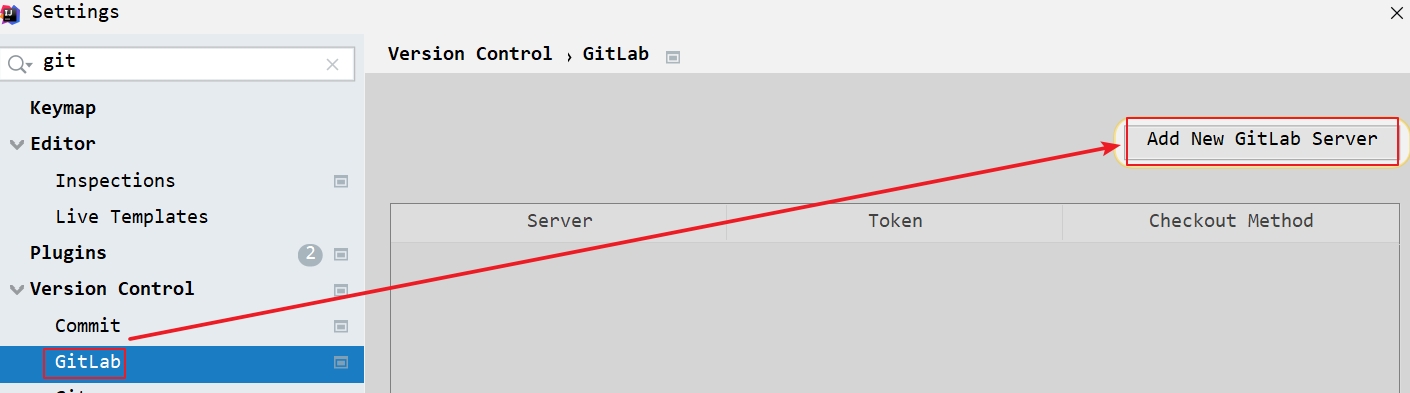 Settings
git
Keymap
Editor
Inspections
Live Templates
Plugins 2
Version Control
Commit
GitLab
Version Control › GitLab
Add New GitLab Server
Server Token Checkout Method